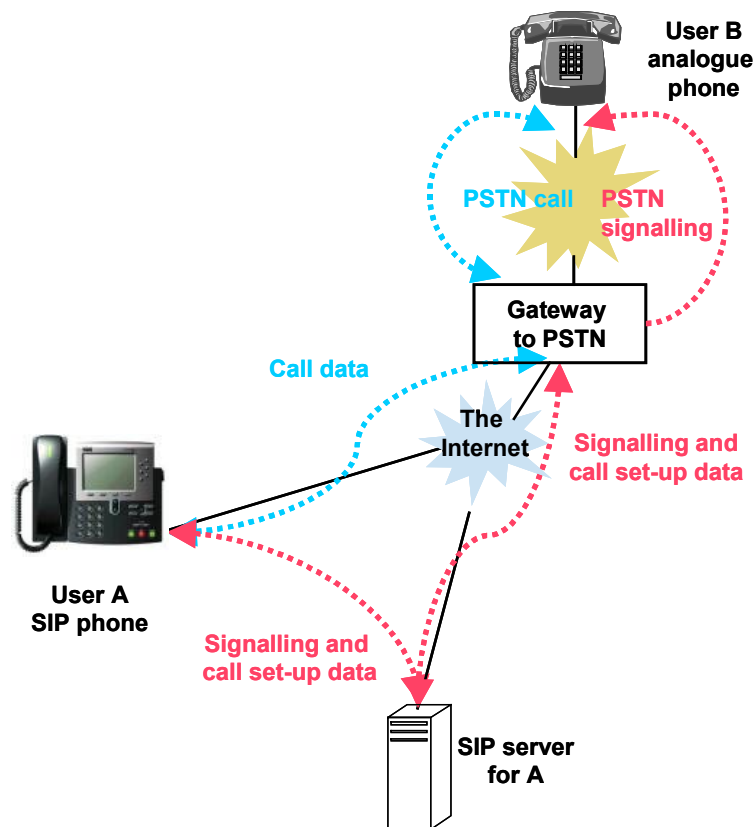 User B
analogue
phone
PSTN call
PSTN
signalling
Gateway
to PSTN
Call data
The
Internet
Signalling and
call set-up data
User A
SIP phone
Signalling and
call set-up data
SIP server
for A